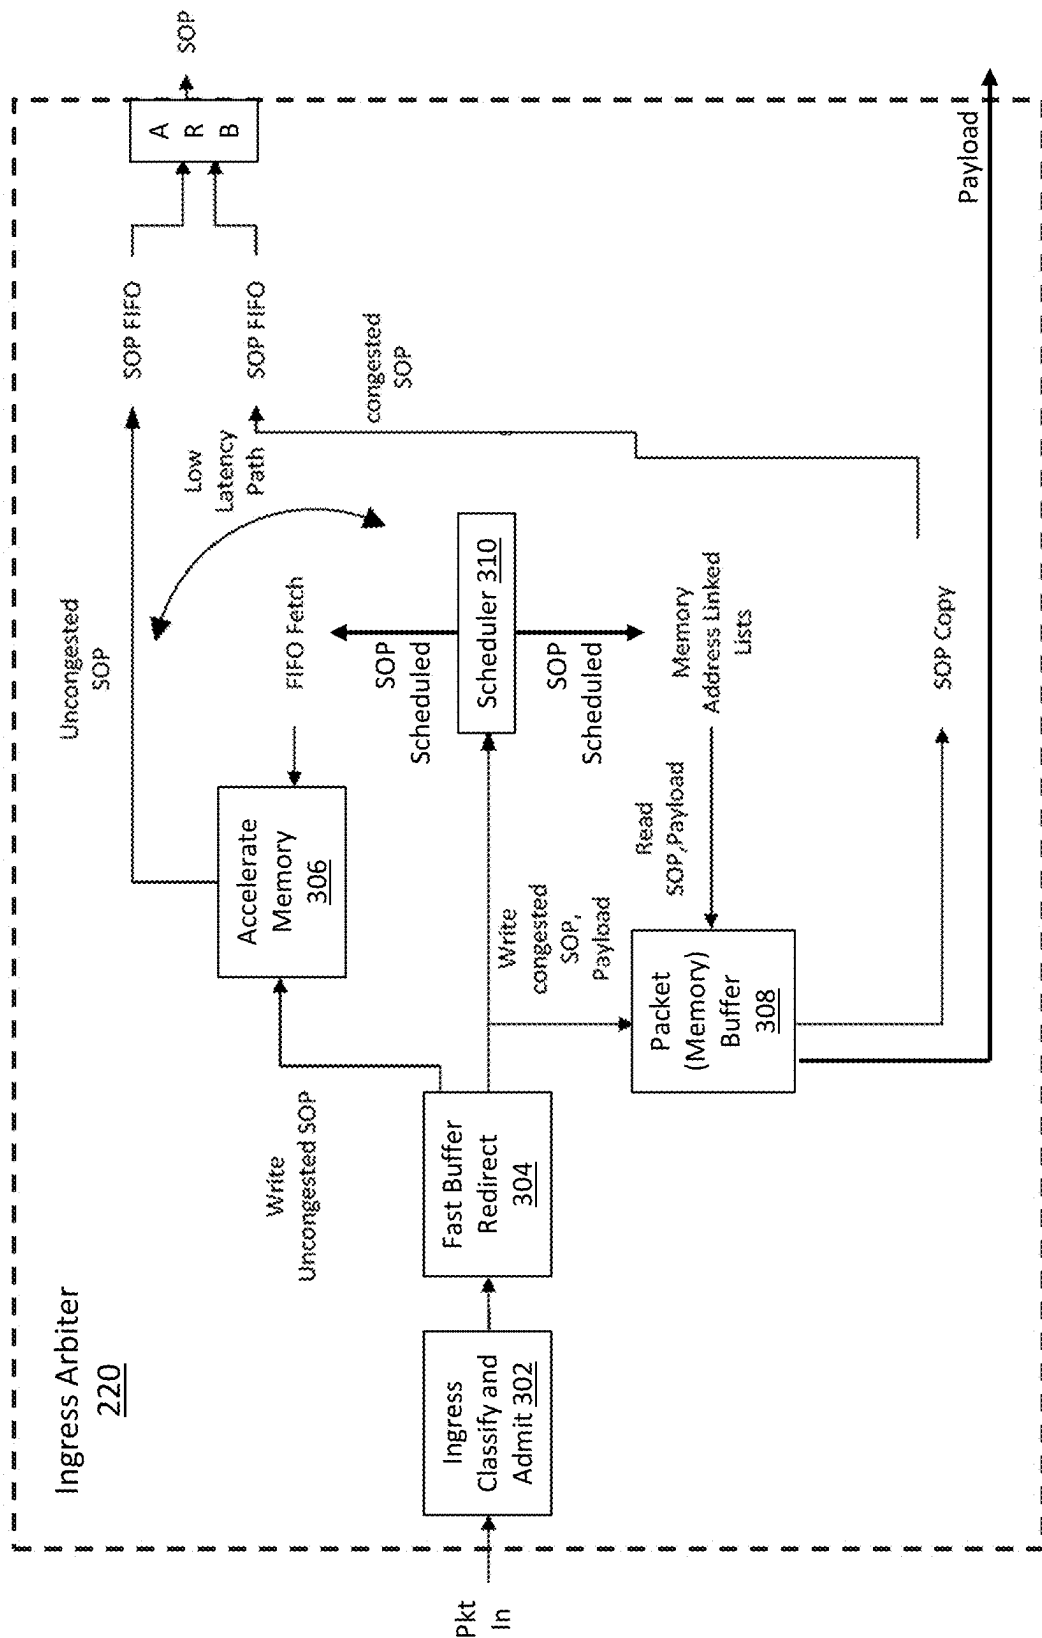 Ingress Arbiter
220
Pkt
In
Ingress
Classify and
Admit 302
Fast Buffer
Redirect
304
Write
Uncongested SOP
Accelerate
Memory
306
FIFO Fetch
Uncongested
SOP
Low
Latency
Path
SOP FIFO
SOP FIFO
A
R
B
SOP
congested
SOP
SOP
Scheduled
Scheduler 310
SOP
Scheduled
Write
congested
SOP,
Payload
Read
SOP,Payload
Memory
Address Linked
Lists
Packet
(Memory)
Buffer
308
SOP Copy
Payload